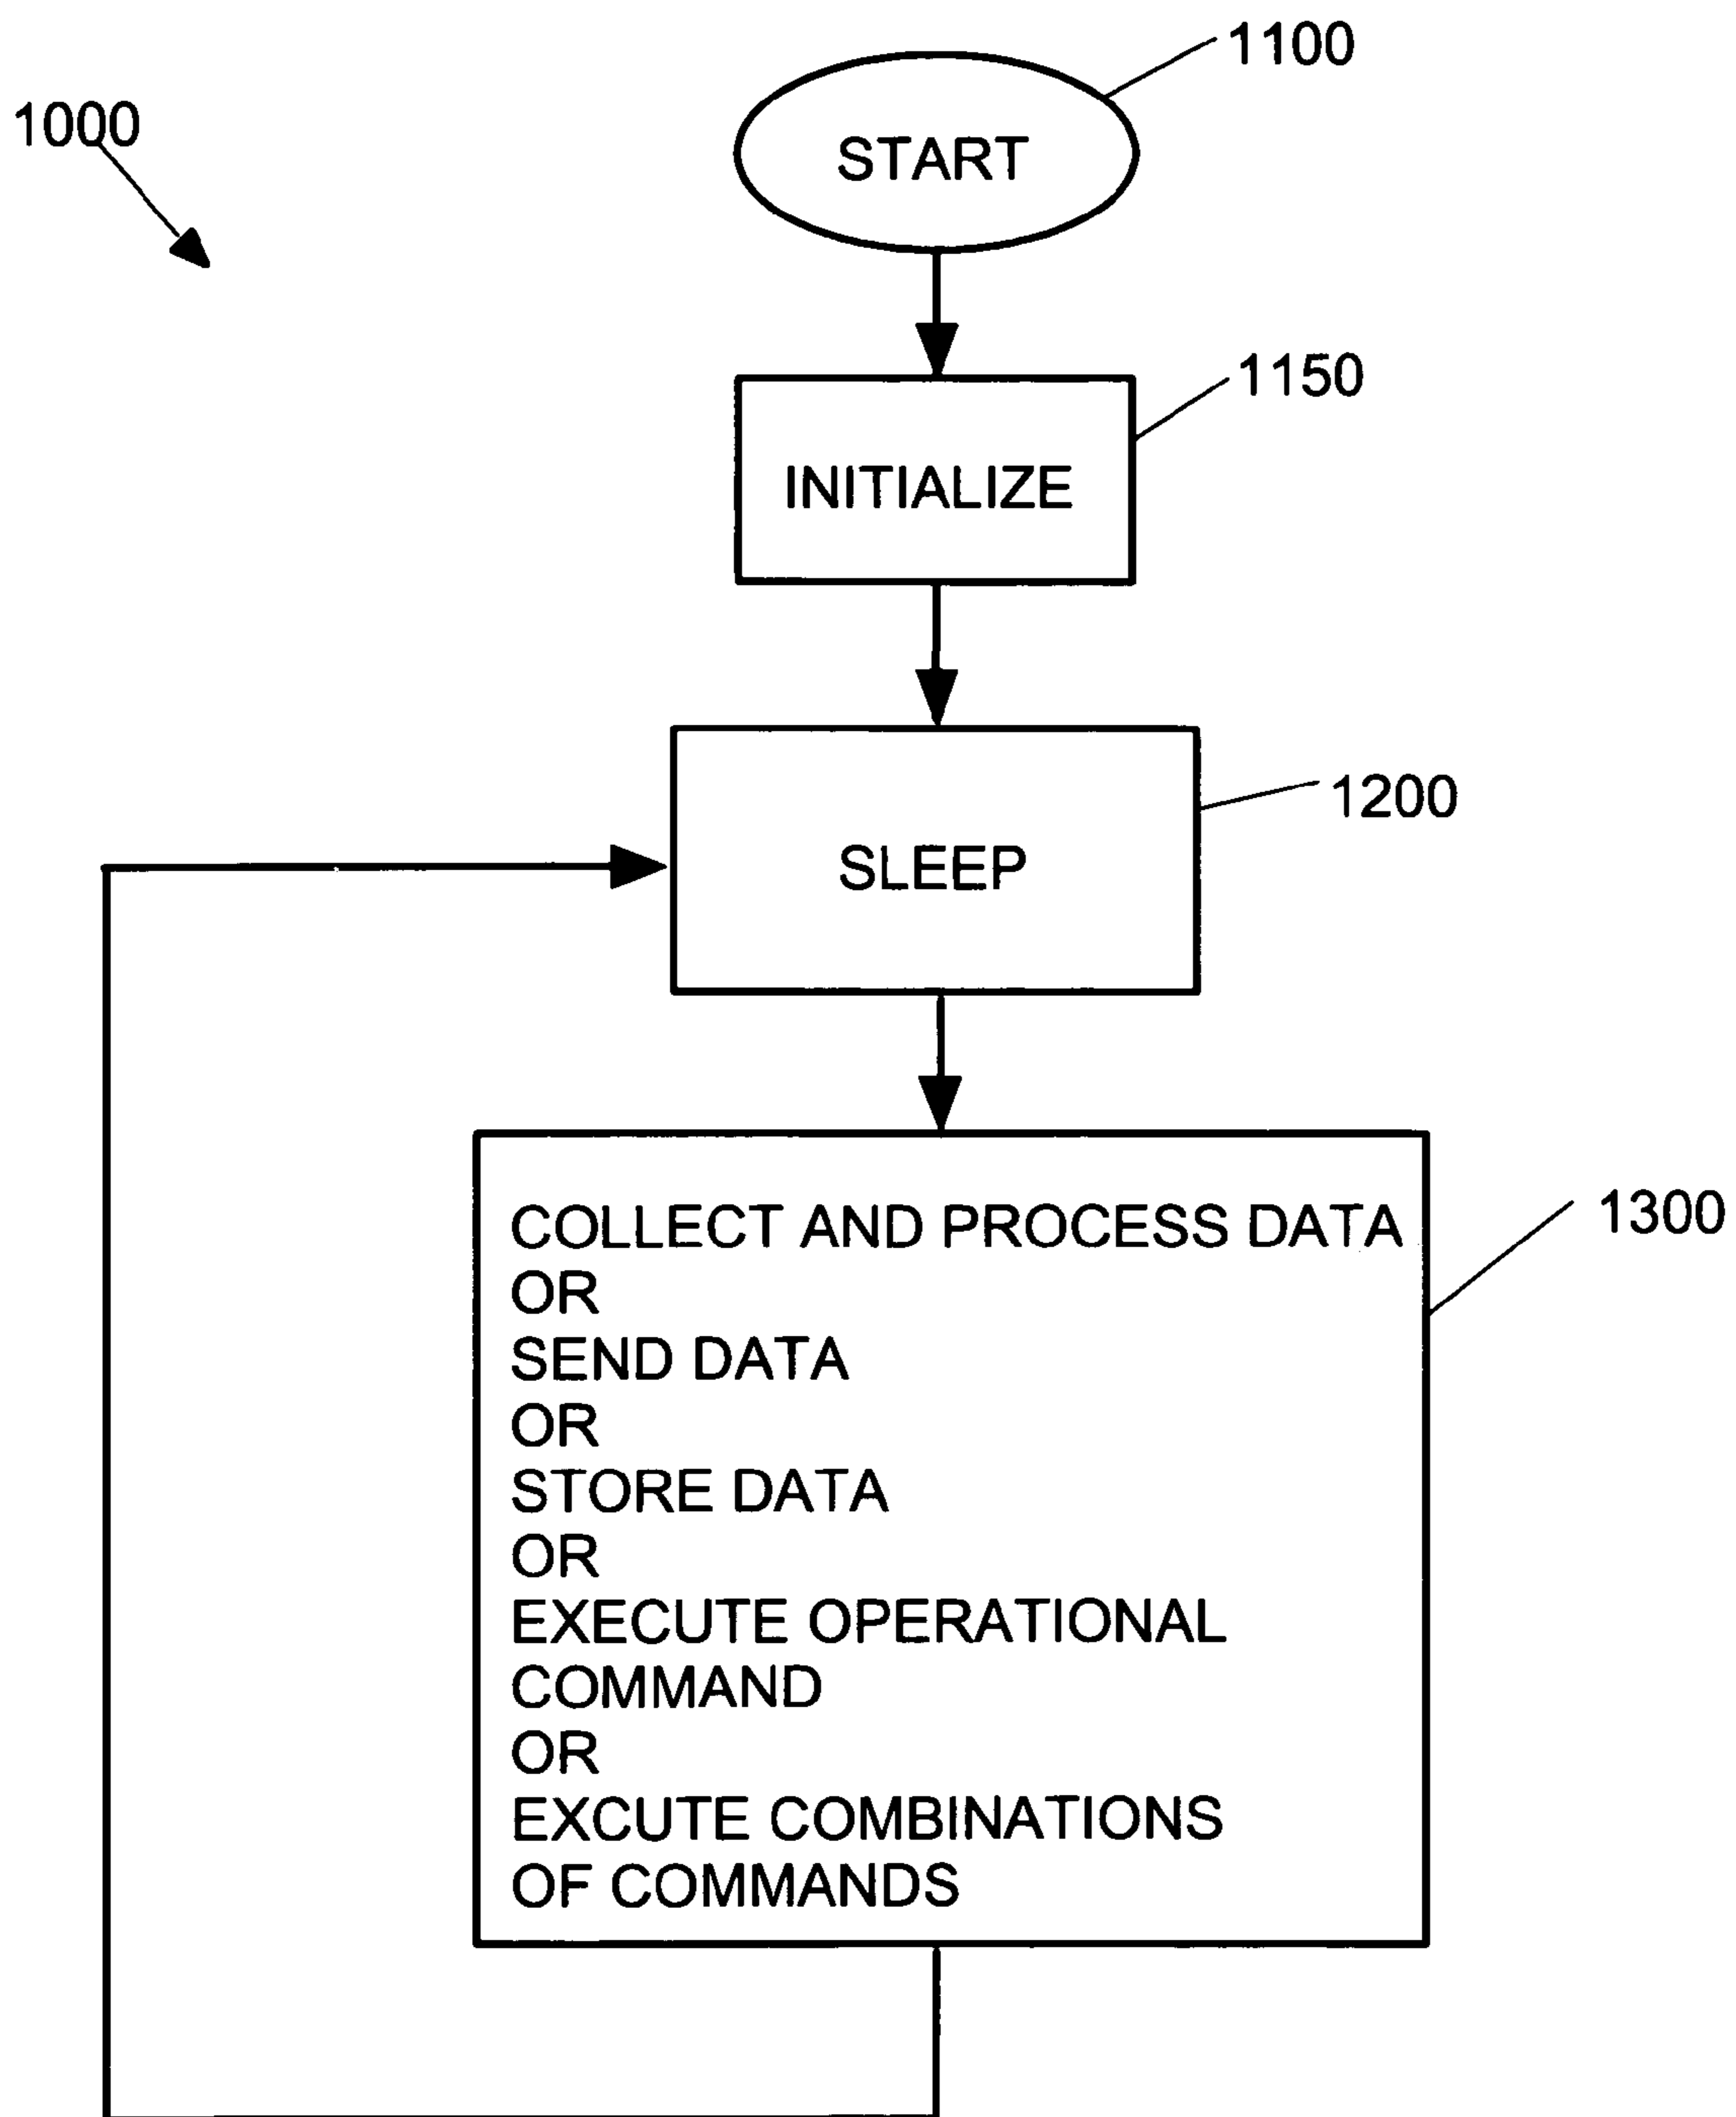 1100
1000
START
1150
INITIALIZE
1200
SLEEP
1300
COLLECT AND PROCESS DATA
OR
SEND DATA
OR
STORE DATA
OR
EXECUTE OPERATIONAL
COMMAND
OR
EXCUTE COMBINATIONS
OF COMMANDS